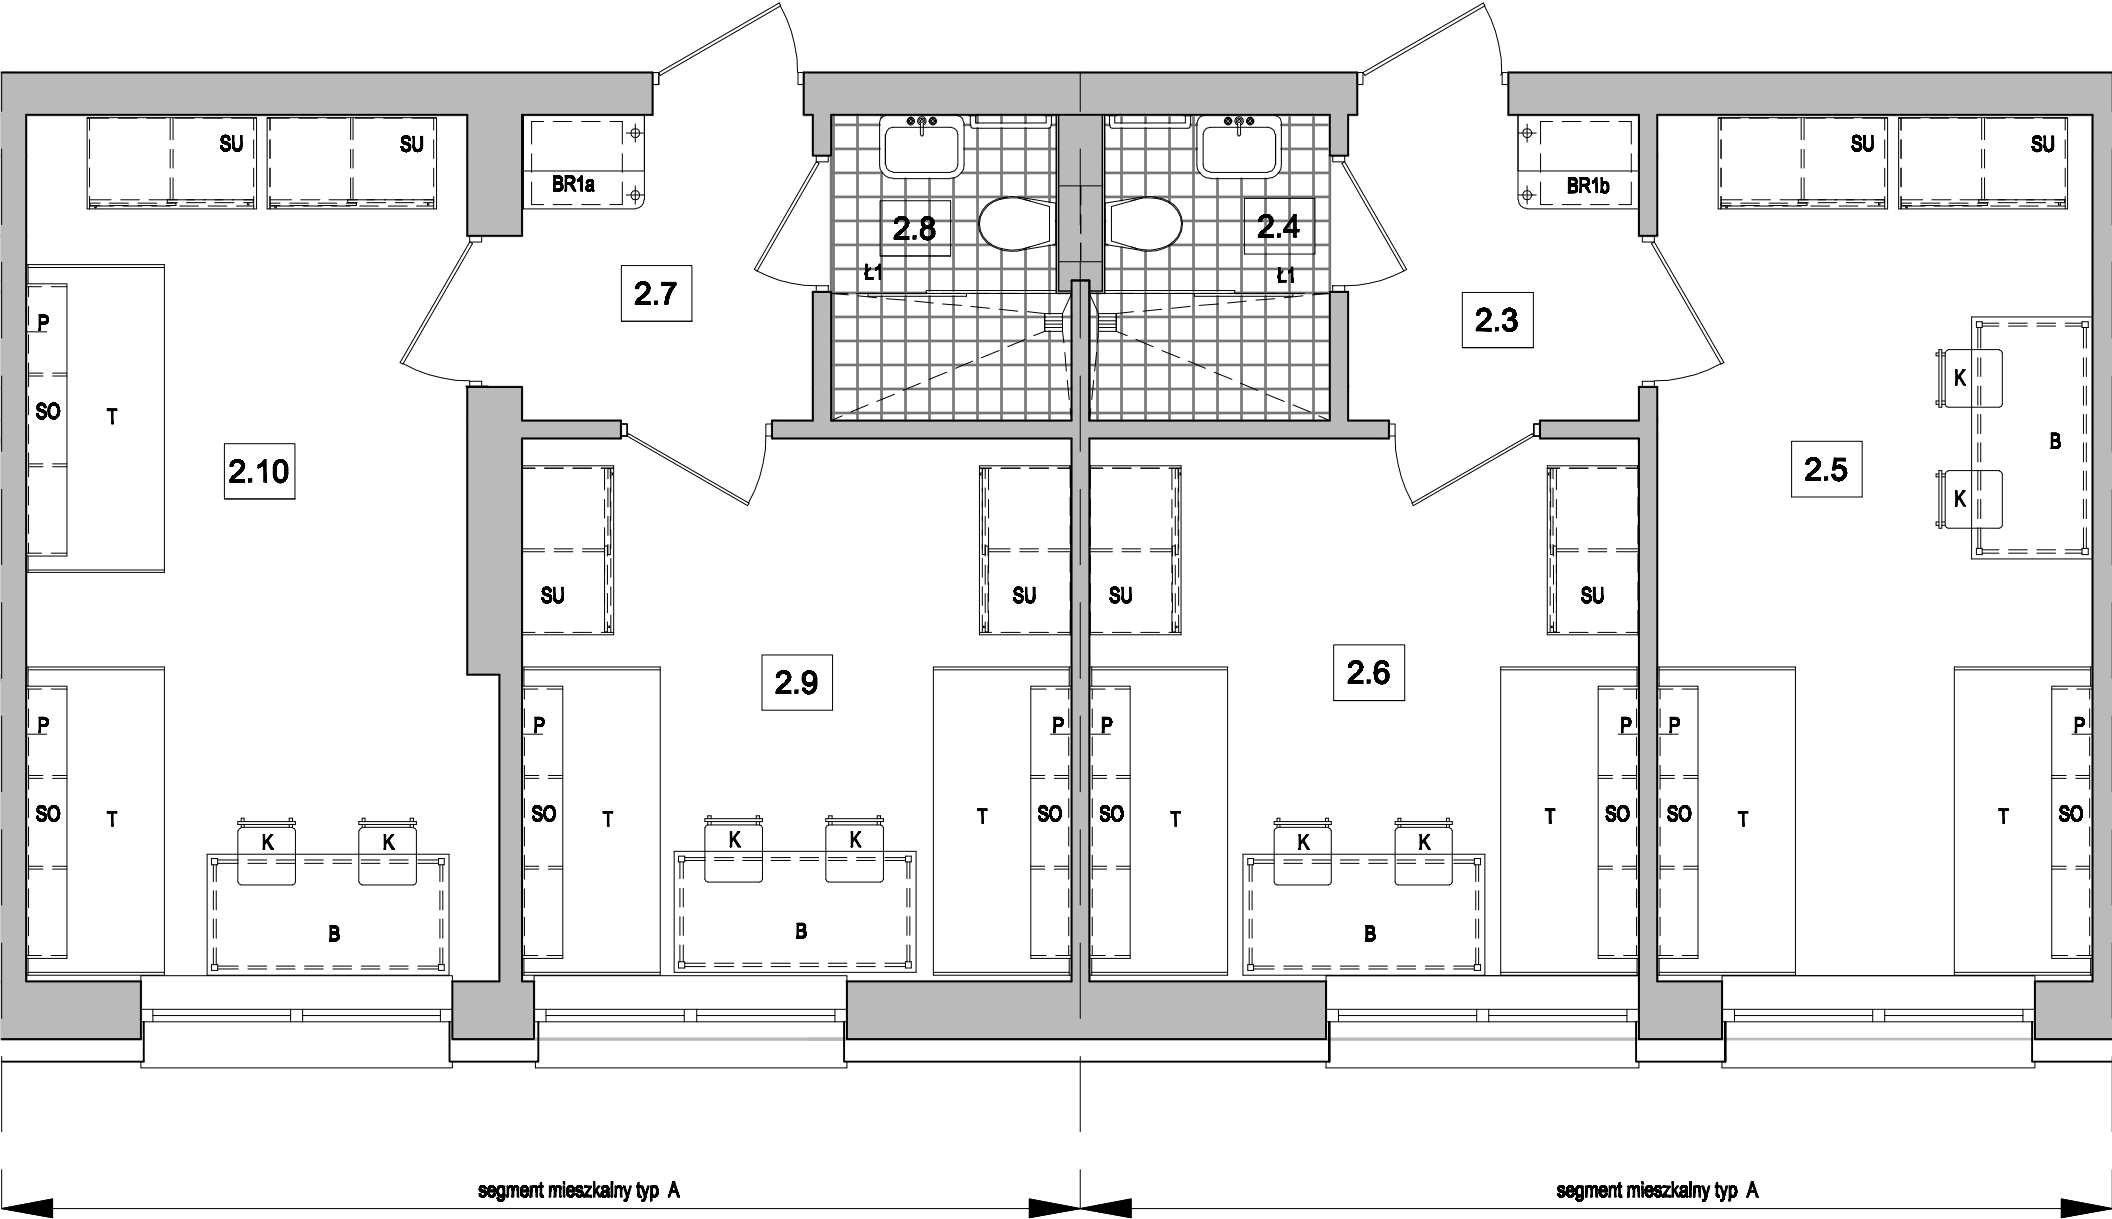 SU SU SU SU
BR1a BR1b
2.8 2.4
Ł1 Ł1
2.7 2.3
P
K
SO T
B
2.10 2.5
K
SU SU SU SU
2.9 2.6
P P P P P P P
SO T SO T T SO SO T T SO SO T T SO
K K K K K K
B B B
segment mieszkalny typ A segment mieszkalny typ A